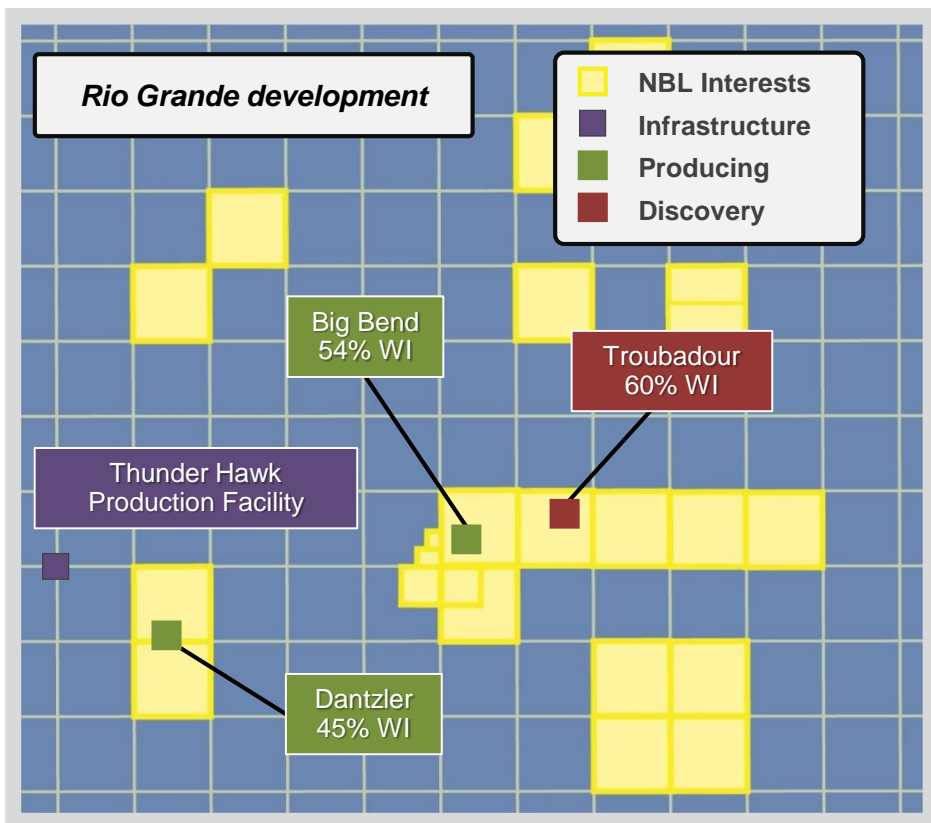 Rio Grande development
NBL Interests
Infrastructure
Producing
Discovery
Big Bend
54% WI
Troubadour
60% WI
Thunder Hawk
Production Facility
Dantzler
45% WI